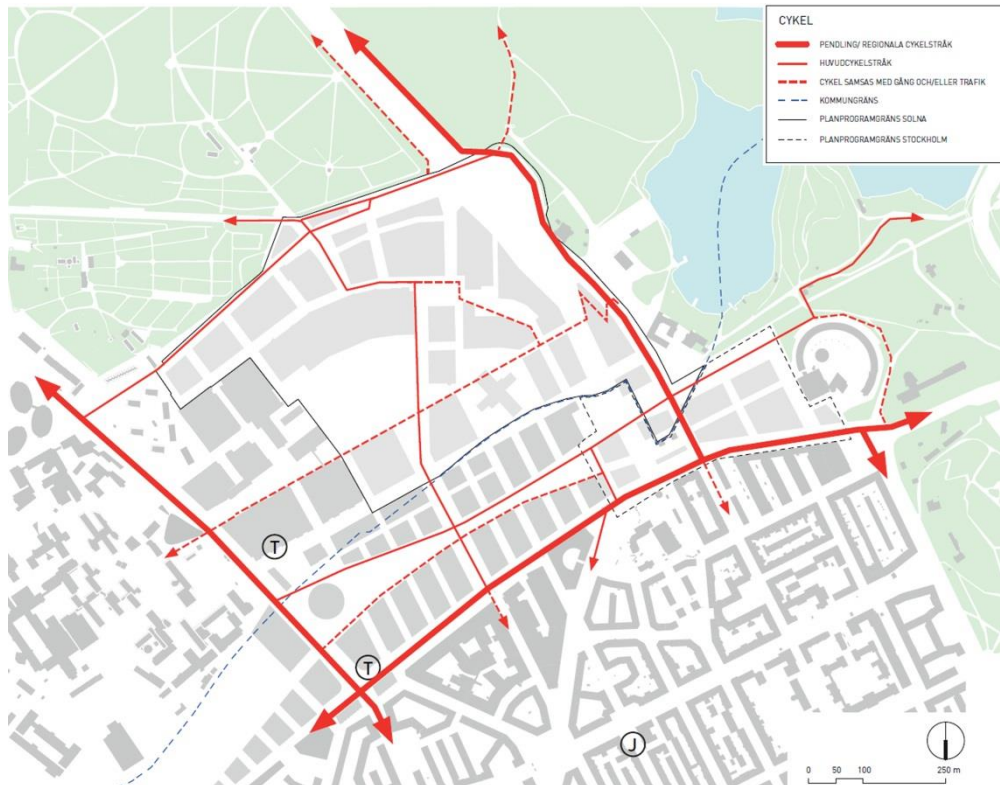 CYKEL
PENDLING/ REGIONALA CYKELSTRÅK
HUVUDCYKELSTRÅK
CYKEL SAMSAS MED GÅNG OCH/ELLER TRAFIK
KOMMUNGRÄNS
PLANPROGRAMGRÄNS SOLNA
PLANPROGRAMGRÄNS STOCKHOLM
T
T
J
0 50 100 250 m